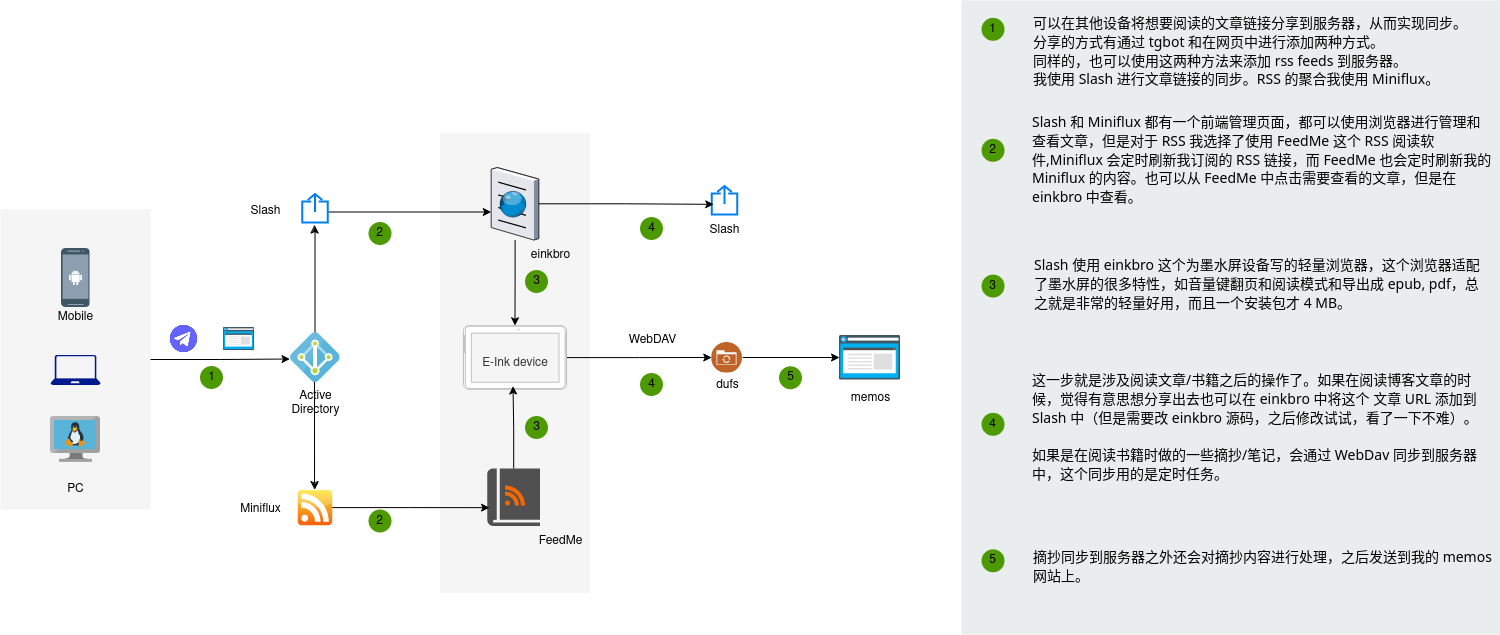 Mobile
PC
1
Slash
Active
Directory
Miniflux
2
2
einkbro
3
E-Ink device
3
FeedMe
4
Slash
WebDAV
4
dufs
5
memos
1
可以在其他设备将想要阅读的文章链接分享到服务器，从而实现同步。
分享的方式有通过 tgbot 和在网页中进行添加两种方式。
同样的，也可以使用这两种方法来添加 rss feeds 到服务器。
我使用 Slash 进行文章链接的同步。RSS 的聚合我使用 Miniflux。
2
Slash 和 Miniflux 都有一个前端管理页面，都可以使用浏览器进行管理和
查看文章，但是对于 RSS 我选择了使用 FeedMe 这个 RSS 阅读软
件,Miniflux 会定时刷新我订阅的 RSS 链接，而 FeedMe 也会定时刷新我的
Miniflux 的内容。也可以从 FeedMe 中点击需要查看的文章，但是在
einkbro 中查看。
3
Slash 使用 einkbro 这个为墨水屏设备写的轻量浏览器，这个浏览器适配
了墨水屏的很多特性，如音量键翻页和阅读模式和导出成 epub, pdf，总
之就是非常的轻量好用，而且一个安装包才 4 MB。
4
这一步就是涉及阅读文章/书籍之后的操作了。如果在阅读博客文章的时
候，觉得有意思想分享出去也可以在 einkbro 中将这个 文章 URL 添加到
Slash 中（但是需要改 einkbro 源码，之后修改试试，看了一下不难）。
如果是在阅读书籍时做的一些摘抄/笔记，会通过 WebDav 同步到服务器
中，这个同步用的是定时任务。
5
摘抄同步到服务器之外还会对摘抄内容进行处理，之后发送到我的 memos
网站上。